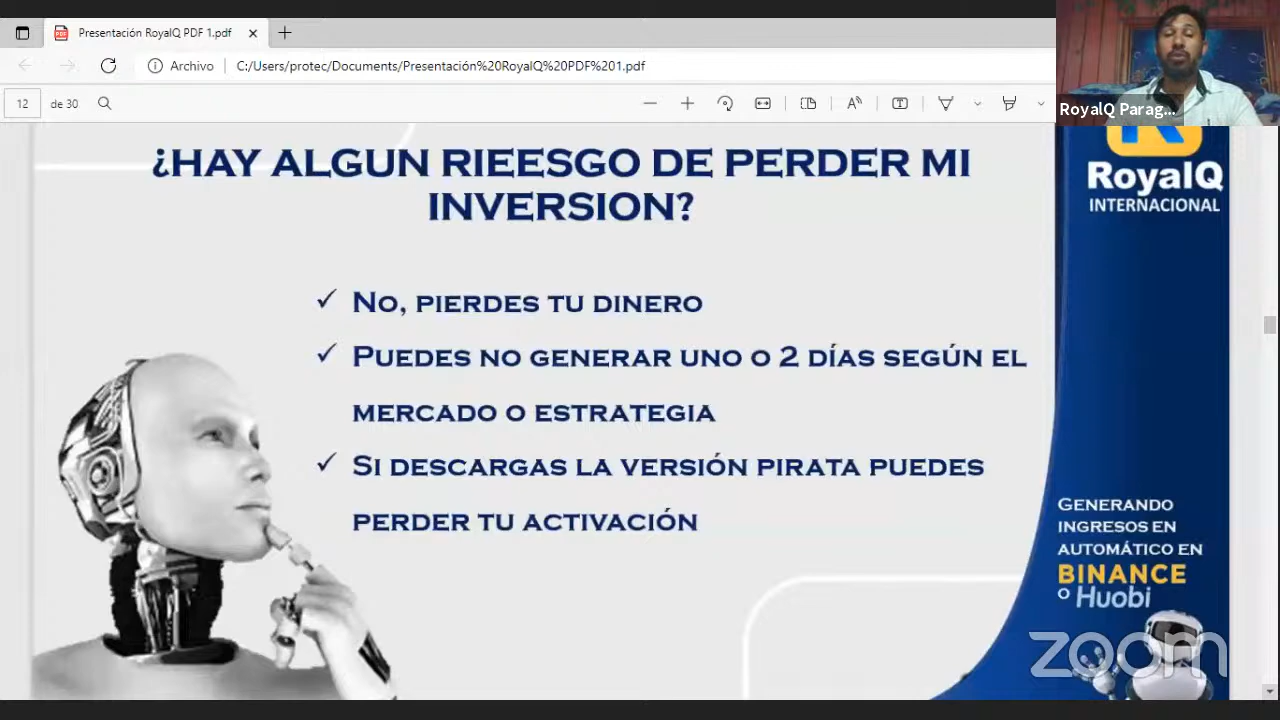 Presentación RoyalQ PDF 1.pdf
Archivo
C:/Users/protec/Documents/Presentación%20RoyalQ%20PDF%201.pdf
12
de 30
RoyalQ Parag...
¿HAY ALGUN RIEESGO DE PERDER MI
INVERSION?
RoyalQ
INTERNACIONAL
NO, PIERDES TU DINERO
PUEDES NO GENERAR UNO O 2 DÍAS SEGÚN EL
MERCADO O ESTRATEGIA
SI DESCARGAS LA VERSIÓN PIRATA PUEDES
PERDER TU ACTIVACIÓN
GENERANDO
INGRESOS EN
AUTOMÁTICO EN
BINANCE
O Huobi
zoom